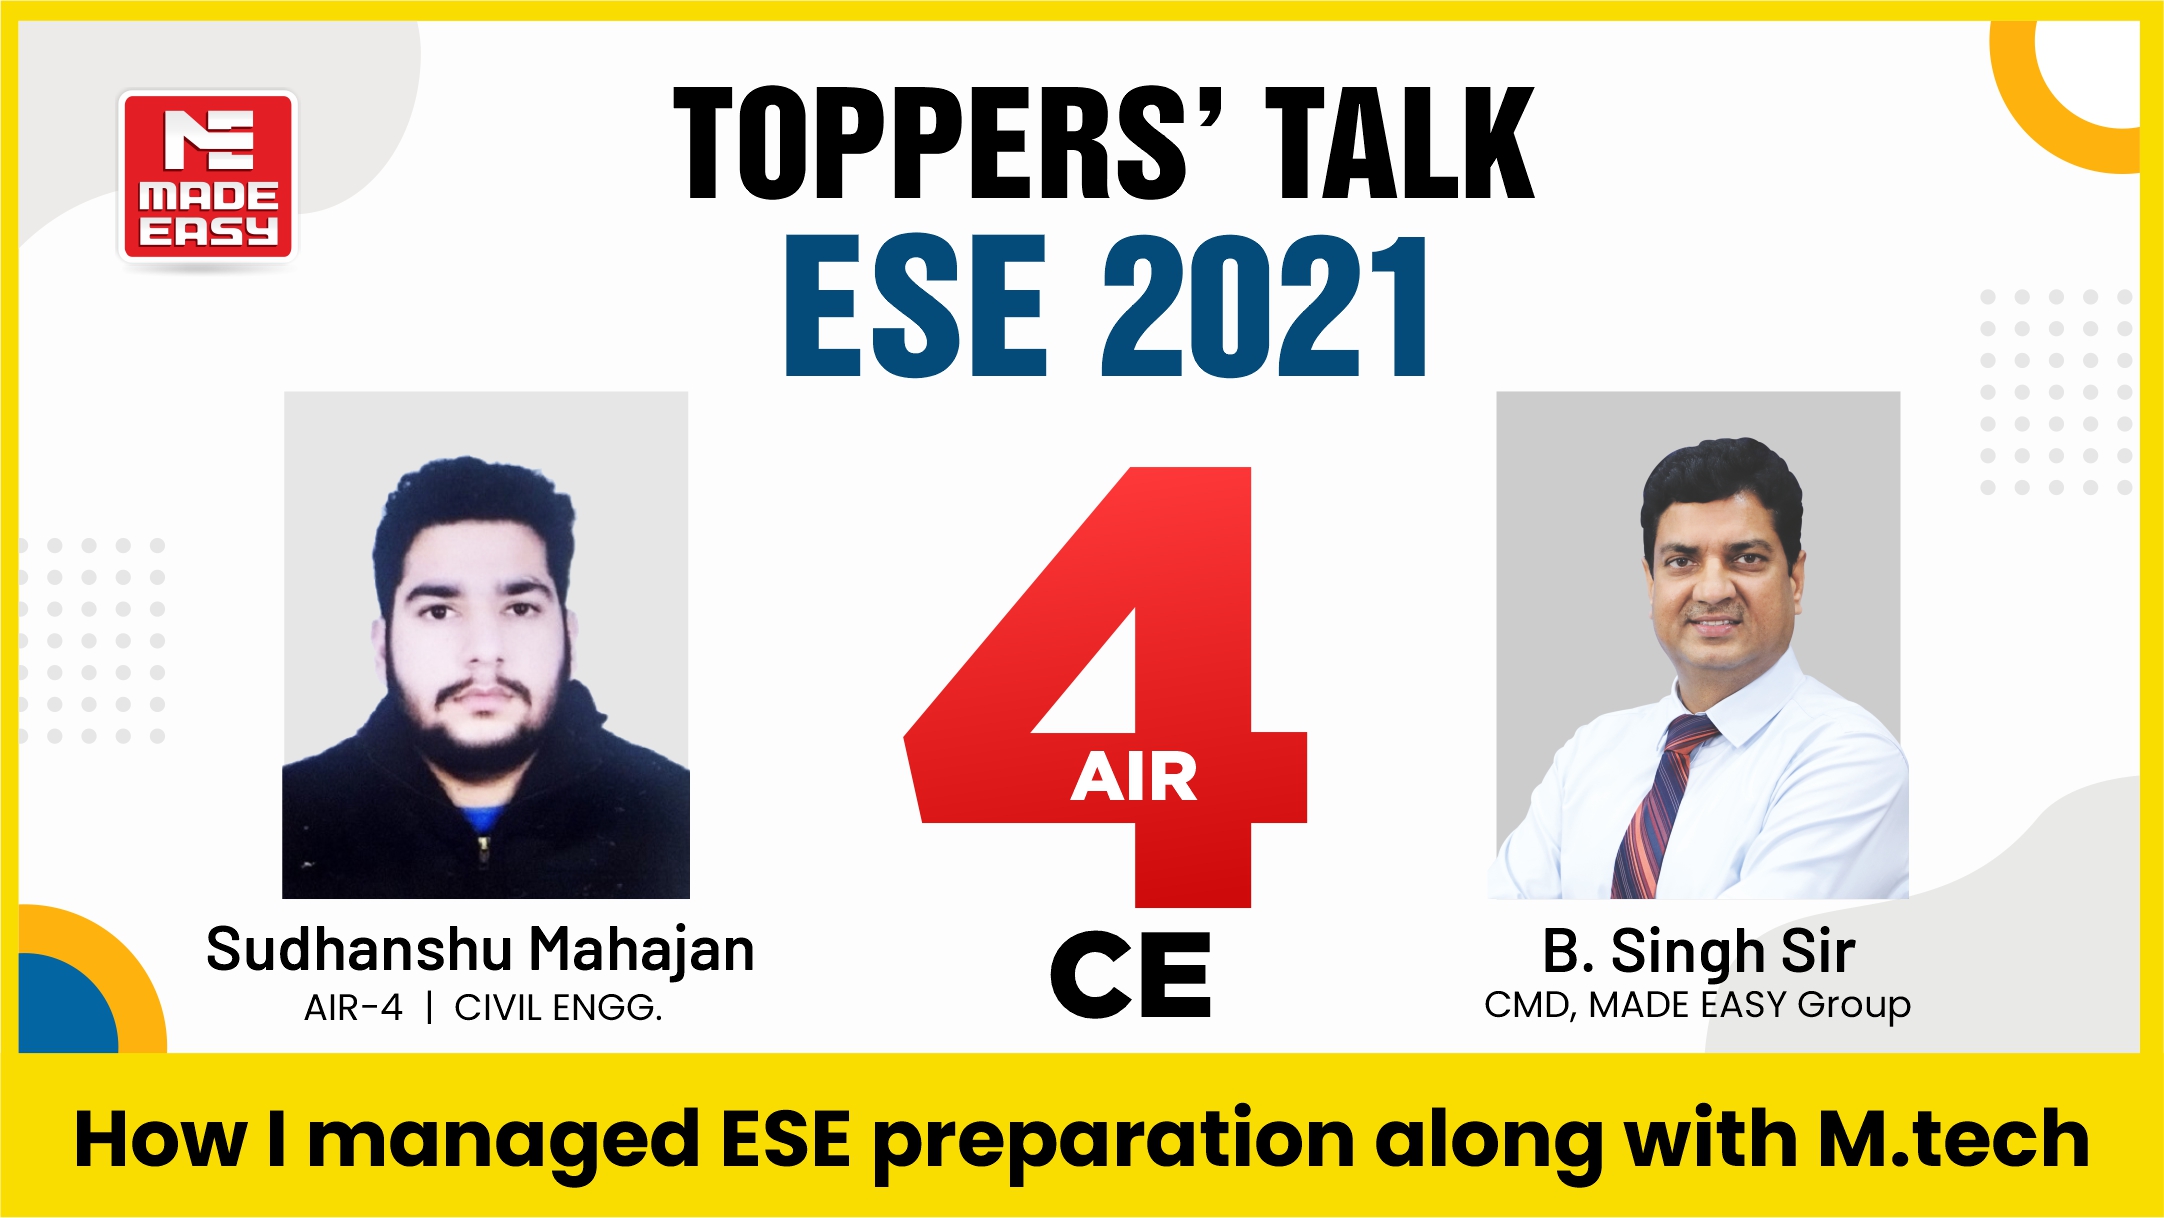 ME
MADE
EASY
TOPPERS’ TALK
ESE 2021
4
AIR
CE
Sudhanshu Mahajan
AIR-4 | CIVIL ENGG.
B. Singh Sir
CMD, MADE EASY Group
How I managed ESE preparation along with M.tech